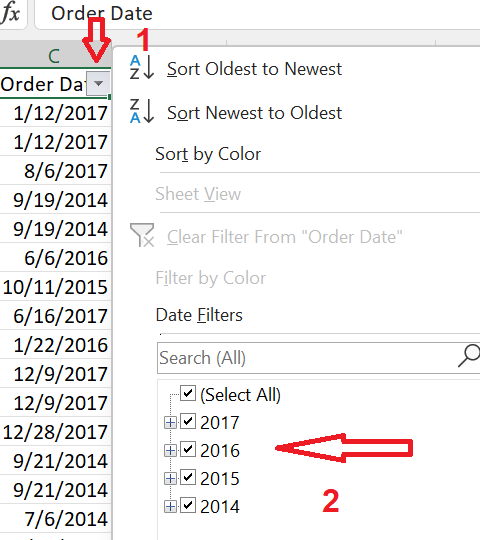 fx Order Date
C
1
Order Da
1/12/2017
1/12/2017
8/6/2017
9/19/2014
9/19/2014
6/6/2016
10/11/2015
6/16/2017
1/22/2016
12/9/2017
12/9/2017
12/28/2017
9/21/2014
9/21/2014
7/6/2014
A Z Sort Oldest to Newest
Z A Sort Newest to Oldest
Sort by Color
Sheet View
Clear Filter From "Order Date"
Filter by Color
Date Filters
Search (All)
(Select All)
2017
2016
2015
2014
2